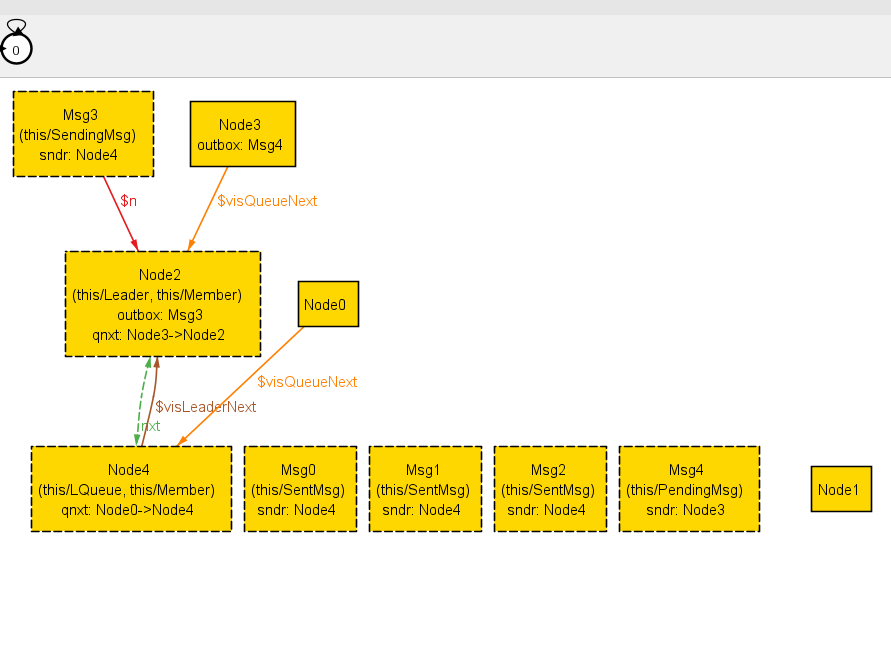 0
Msg3
(this/SendingMsg)
sndr: Node4
Node3
outbox: Msg4
$n
$visQueueNext
Node2
(this/Leader, this/Member)
outbox: Msg3
qnxt: Node3->Node2
Node0
$visQueueNext
$visLeaderNext
nxt
Node4
(this/LQueue, this/Member)
qnxt: Node0->Node4
Msg0
(this/SentMsg)
sndr: Node4
Msg1
(this/SentMsg)
sndr: Node4
Msg2
(this/SentMsg)
sndr: Node4
Msg4
(this/PendingMsg)
sndr: Node3
Node1